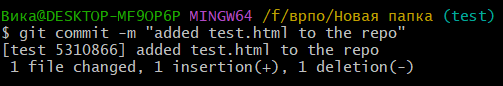 Вика@DESKTOP-MF9OP6P MINGW64 /f/врпо/Новая папка (test)
$ git commit -m "added test.html to the repo"
[test 5310866] added test.html to the repo
 1 file changed, 1 insertion(+), 1 deletion(-)